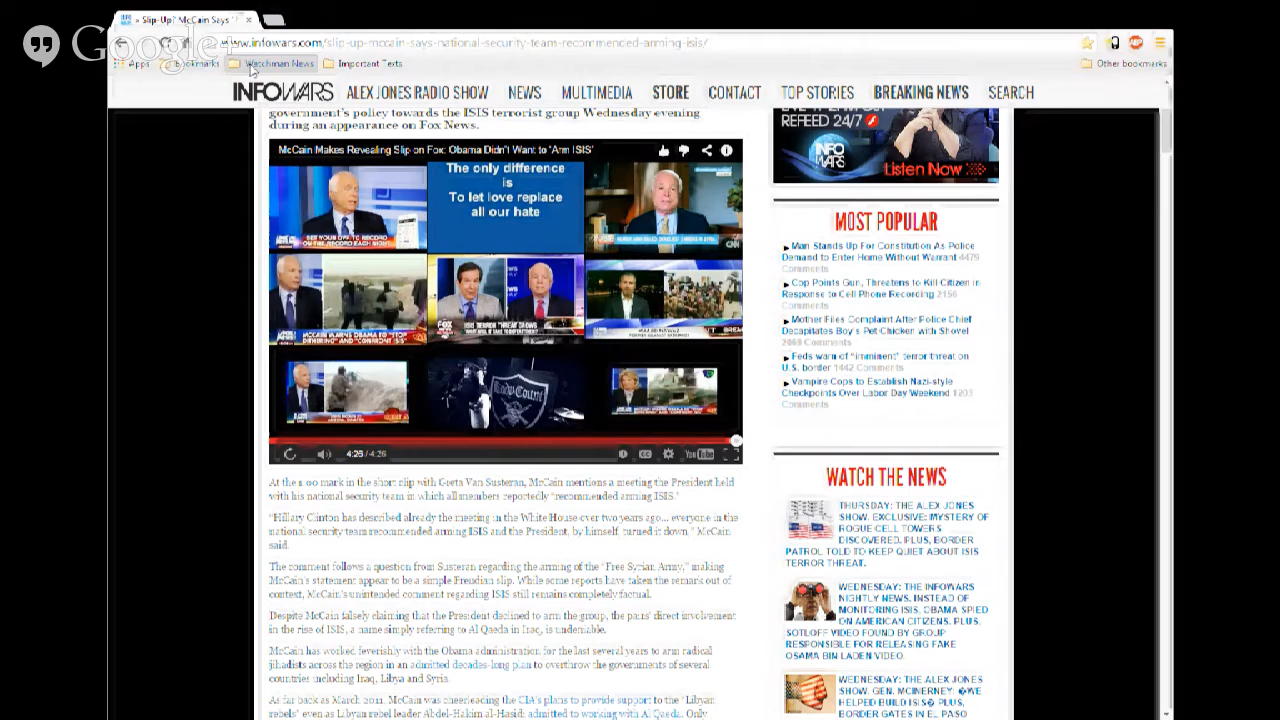 » Slip-Up? McCain Says
Google+
www.infowars.com/slip-up-mccain-says-national-security-team-recommended-arming-isis/
Apps
Bookmarks
Watchman News
Important Texts
Other bookmarks
INFOWARS
ALEX JONES RADIO SHOW
NEWS
MULTIMEDIA
STORE
CONTACT
TOP STORIES
BREAKING NEWS
SEARCH
government's policy towards the ISIS terrorist group Wednesday evening
during an appearance on Fox News.
McCain Makes Revealing Slip on Fox: Obama Didn't Want to 'Arm ISIS'
The only difference
is
To let love replace
all our hate
4:26 / 4:26
YouTube
At the 1:00 mark in the short clip with Greta Van Susteran, McCain mentions a meeting the President held
with his national security team in which all members reportedly "recommended arming ISIS."
"Hillary Clinton has described already the meeting in the White House over two years ago... everyone in the
national security team recommended arming ISIS and the President, by himself, turned it down," McCain
said.
The comment follows a question from Susteran regarding the arming of the "Free Syrian Army," making
McCain's statement appear to be a simple Freudian slip. While some reports have taken the remark out of
context, McCain's unintended comment regarding ISIS still remains completely factual.
Despite McCain falsely claiming that the President declined to arm the group, the pairs' direct involvement
in the rise of ISIS, a name simply referring to Al Qaeda in Iraq, is undeniable.
McCain has worked feverishly with the Obama administration for the last several years to arm radical
jihadists across the region in an admitted decades-long plan to overthrow the governments of several
countries including Iraq, Libya and Syria.
As far back as March 2011, McCain was cheerleading the CIA's plans to provide support to the "Libyan
rebels" even as Libyan rebel leader Abdel-Hakim al-Hasidi admitted to working with Al Qaeda. Only
REFEED 24/7
INFO
WARS
Listen Now
MOST POPULAR
Man Stands Up For Constitution As Police
Demand to Enter Home Without Warrant 4479
Comments
Cop Points Gun, Threatens to Kill Citizen in
Response to Cell Phone Recording 2156
Comments
Mother Files Complaint After Police Chief
Decapitates Boy's Pet Chicken with Shovel
Comments
Feds warn of "imminent" terror threat on
U.S. border 1442 Comments
Vampire Cops to Establish Nazi-style
Checkpoints Over Labor Day Weekend 1203
Comments
WATCH THE NEWS
THURSDAY: THE ALEX JONES
SHOW. EXCLUSIVE: MYSTERY OF
ROGUE CELL TOWERS
DISCOVERED. PLUS, BORDER
PATROL TOLD TO KEEP QUIET ABOUT ISIS
TERROR THREAT.
WEDNESDAY: THE INFOWARS
NIGHTLY NEWS. INSTEAD OF
MONITORING ISIS, OBAMA SPIED
ON AMERICAN CITIZENS. PLUS,
SOTLOFF VIDEO FOUND BY GROUP
RESPONSIBLE FOR RELEASING FAKE
OSAMA BIN LADEN VIDEO.
WEDNESDAY: THE ALEX JONES
SHOW. GEN. MCINERNEY: �WE
HELPED BUILD ISIS� PLUS,
BORDER GATES IN EL PASO